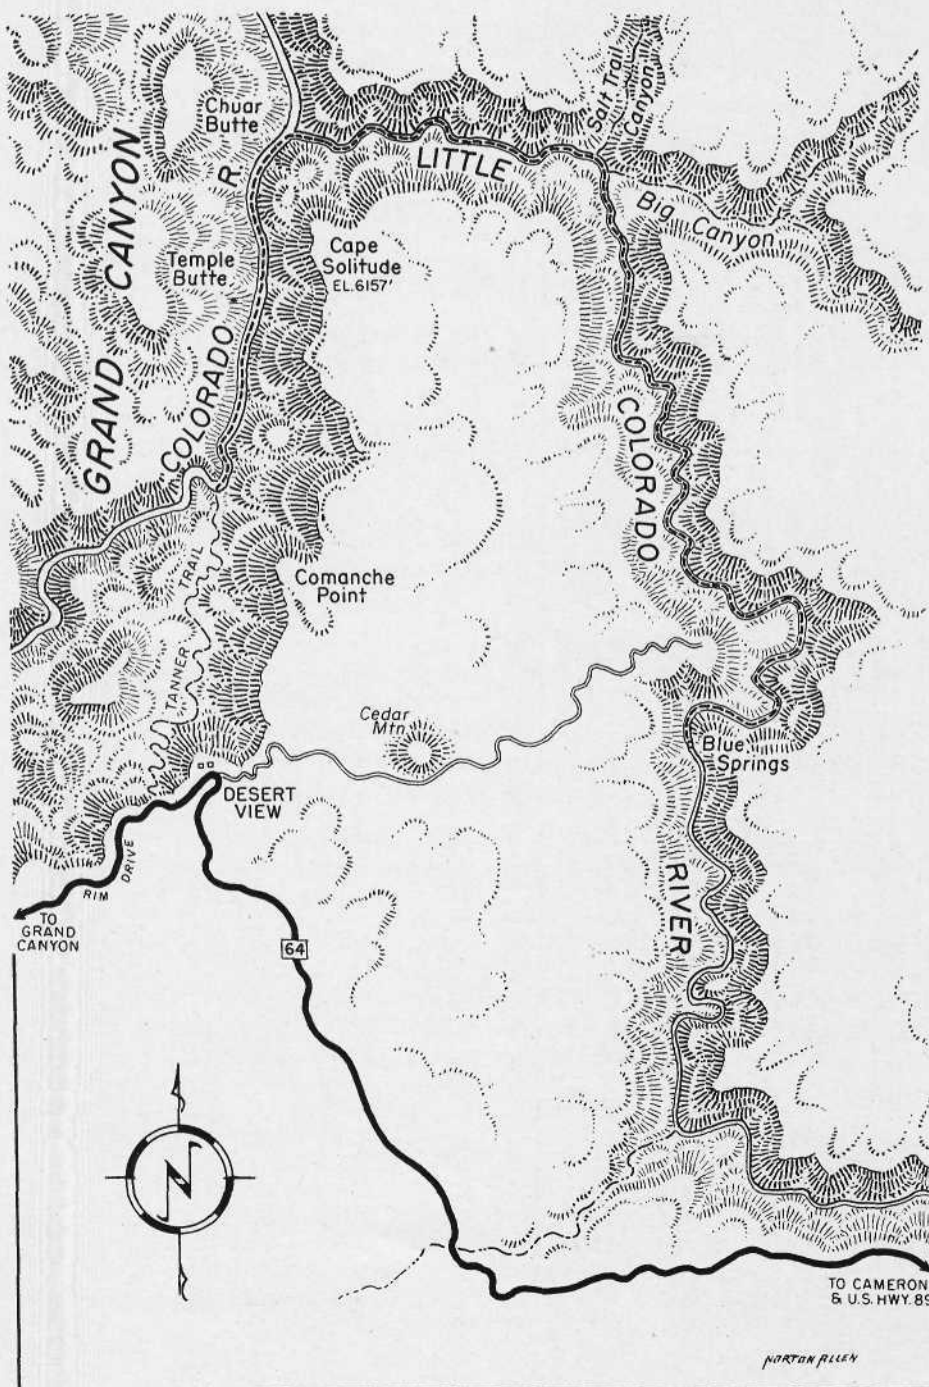 Chuar
Butte
Salt Trail
Canyon
GRAND CANYON
LITTLE
Big Canyon
Cape
Solitude
EL. 6157'
Temple
Butte
COLORADO R
COLORADO
TANNER TRAIL
Comanche
Point
Cedar
Mtn.
Blue
Springs
DESERT
VIEW
RIM DRIVE
TO
GRAND
CANYON
RIVER
64
N
TO CAMERON
& U.S. HWY. 89
NORTON ALLEN